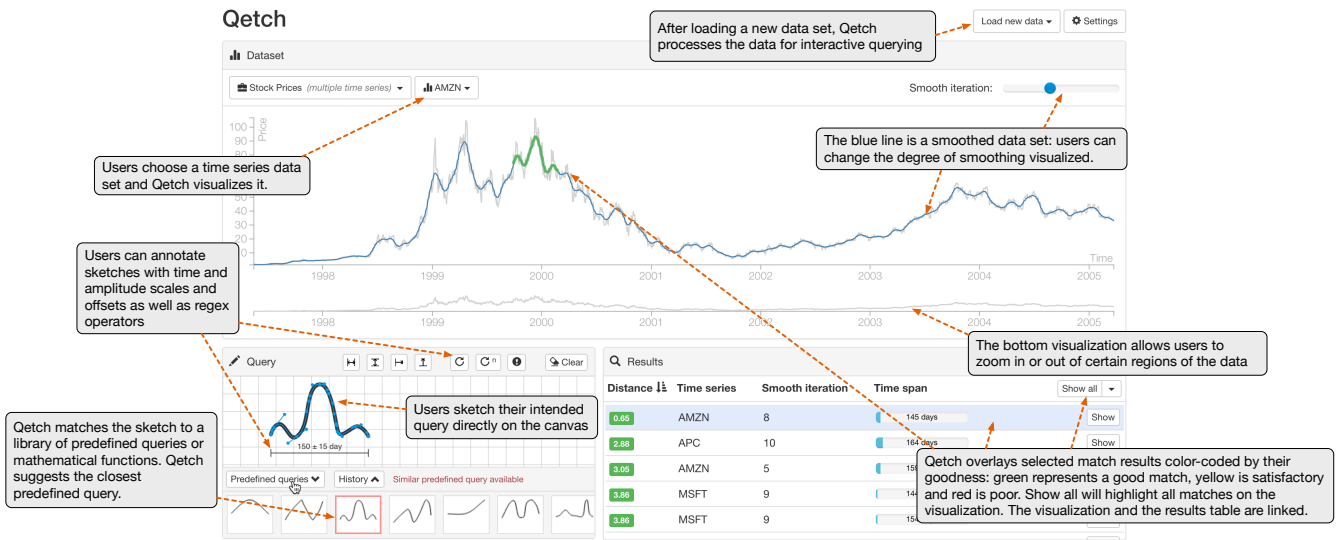 Qetch
After loading a new data set, Qetch
processes the data for interactive querying
Load new data
Settings
Dataset
Stock Prices (multiple time series)
AMZN
Smooth iteration:
100
90
80
Price
Users choose a time series data
set and Qetch visualizes it.
The blue line is a smoothed data set: users can
change the degree of smoothing visualized.
50
40
30
20
10
Time
1998 1999 2000 2001 2002 2003 2004 2005
Users can annotate
sketches with time and
amplitude scales and
offsets as well as regex
operators
1998 1999 2000 2001 2002 2003 2004 2005
The bottom visualization allows users to
zoom in or out of certain regions of the data
Query
n
Clear
Users sketch their intended
query directly on the canvas
150 ± 15 day
Qetch matches the sketch to a
library of predefined queries or
mathematical functions. Qetch
suggests the closest
predefined query.
Predefined queries
History
Similar predefined query available
Results
Distance Time series Smooth iteration Time span Show all
0.65 AMZN 8 145 days Show
2.88 APC 10 164 days Show
3.05 AMZN 5
3.86 MSFT 9
3.86 MSFT 9
Qetch overlays selected match results color-coded by their
goodness: green represents a good match, yellow is satisfactory
and red is poor. Show all will highlight all matches on the
visualization. The visualization and the results table are linked.